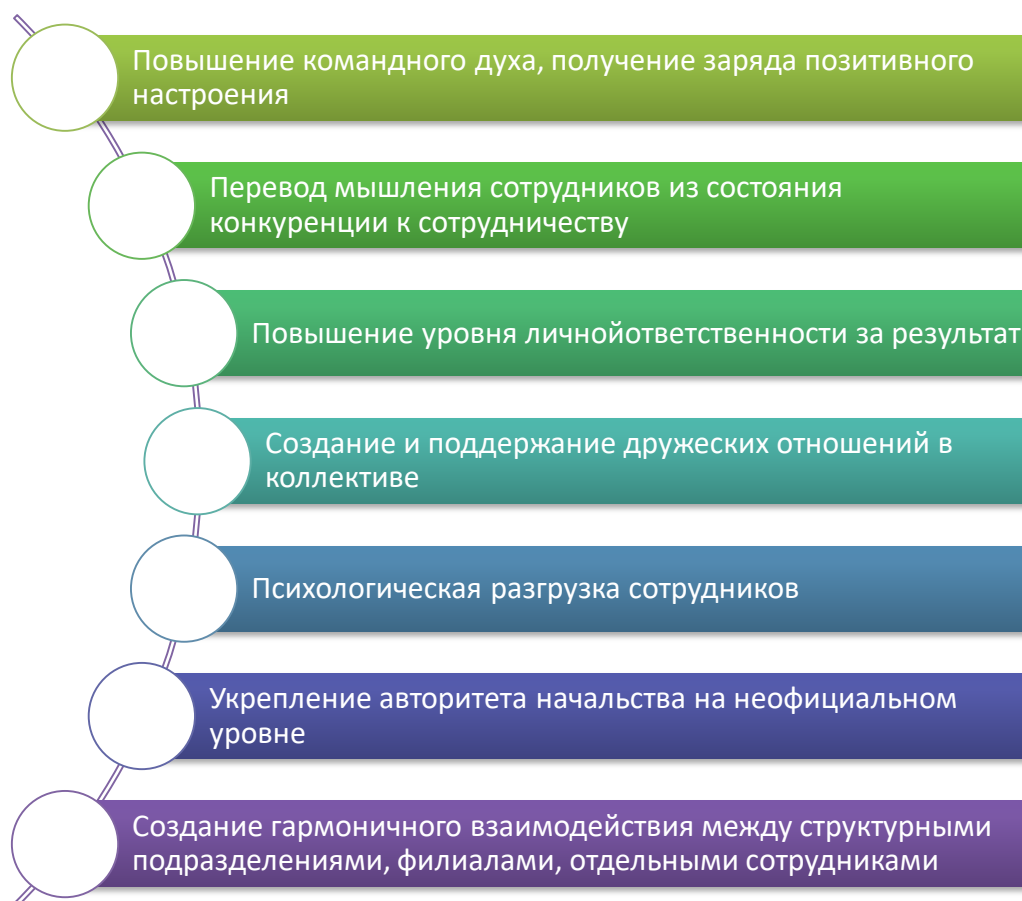 Повышение командного духа, получение заряда позитивного
настроения
Перевод мышления сотрудников из состояния
конкуренции к сотрудничеству
Повышение уровня личнойответственности за результат
Создание и поддержание дружеских отношений в
коллективе
Психологическая разгрузка сотрудников
Укрепление авторитета начальства на неофициальном
уровне
Создание гармоничного взаимодействия между структурными
подразделениями, филиалами, отдельными сотрудниками